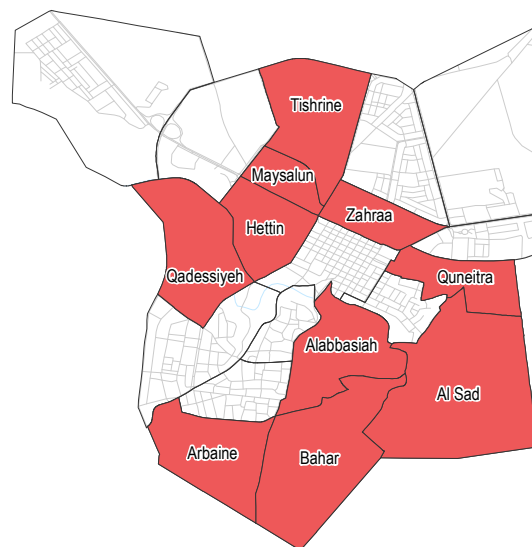 Tishrine
Maysalun
Zahraa
Hettin
Qadessiyeh
Quneitra
Alabbasiah
Al Sad
Arbaine
Bahar